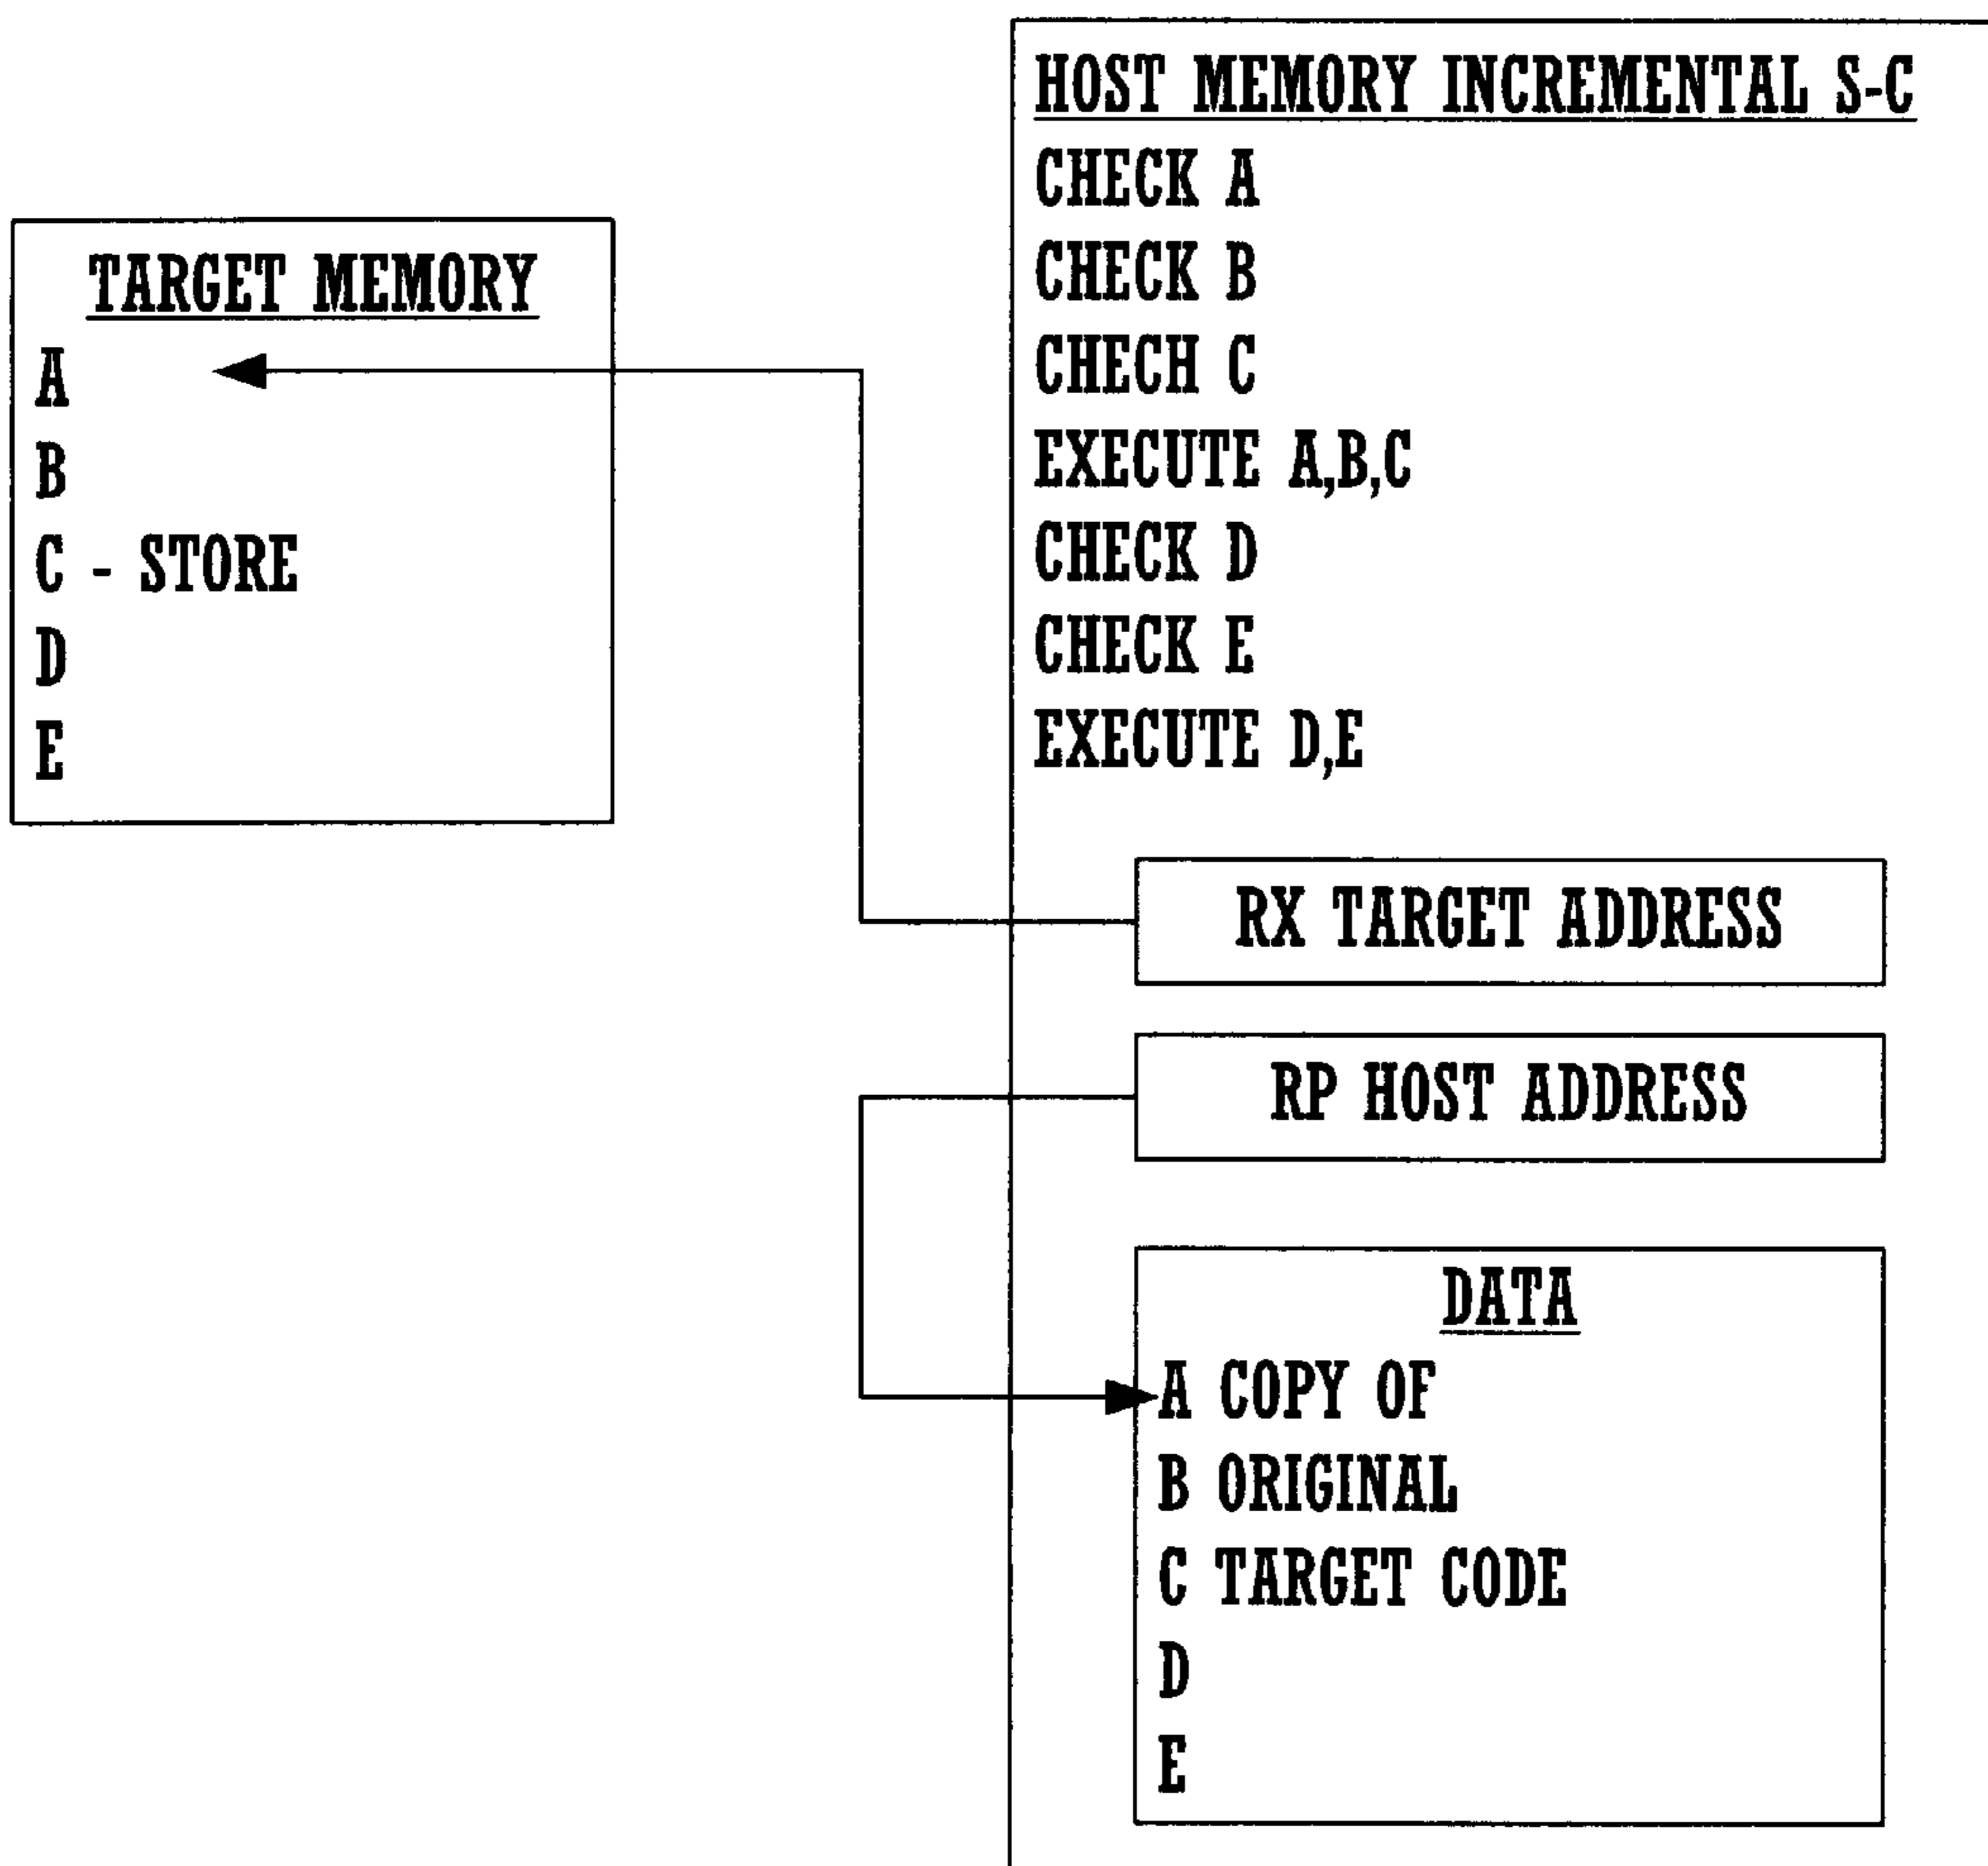 TARGET MEMORY
A
B
C - STORE
D
E
HOST MEMORY INCREMENTAL S-C
CHECK A
CHECK B
CHECH C
EXECUTE A,B,C
CHECK D
CHECK E
EXECUTE D,E
RX TARGET ADDRESS
RP HOST ADDRESS
DATA
A COPY OF
B ORIGINAL
C TARGET CODE
D
E